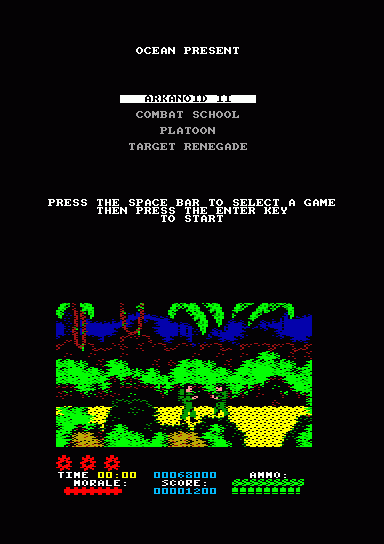 OCEAN PRESENT
ARKANOID II
COMBAT SCHOOL
PLATOON
TARGET RENEGADE
PRESS THE SPACE BAR TO SELECT A GAME
THEN PRESS THE ENTER KEY
TO START
TIME 00:00 00068000 AMMO:
MORALE: SCORE:
00001200